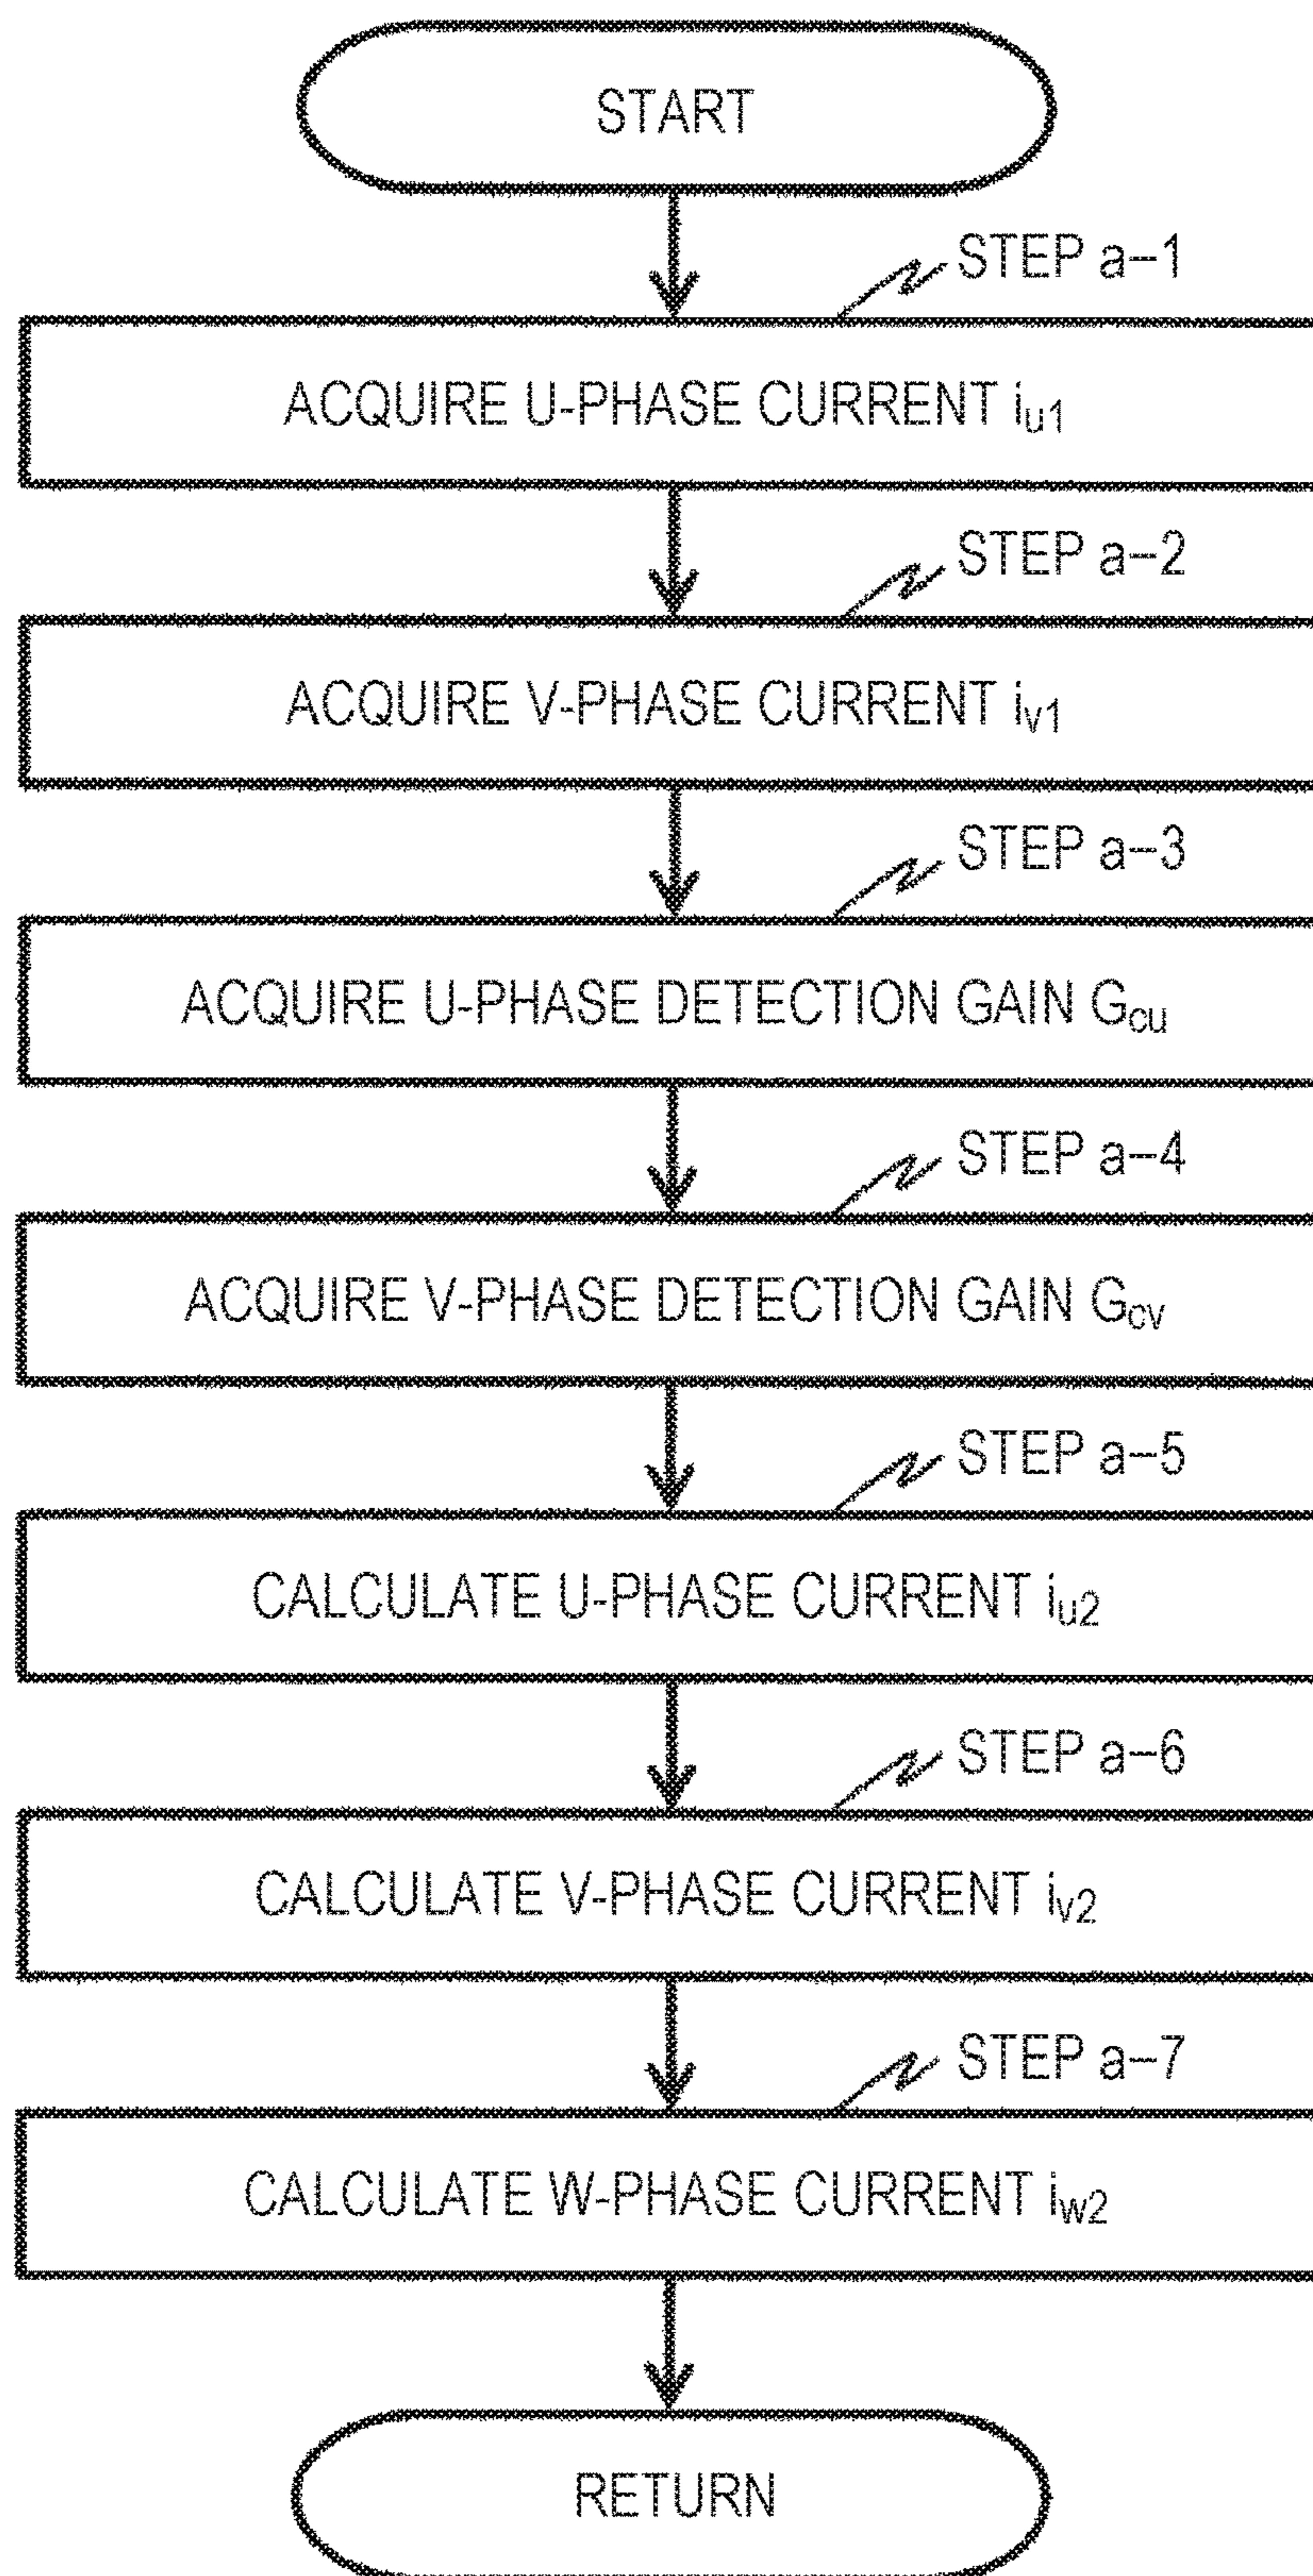 START
STEP a-1
ACQUIRE U-PHASE CURRENT iu1
STEP a-2
ACQUIRE V-PHASE CURRENT iv1
STEP a-3
ACQUIRE U-PHASE DETECTION GAIN Gcu
STEP a-4
ACQUIRE V-PHASE DETECTION GAIN Gcv
STEP a-5
CALCULATE U-PHASE CURRENT iu2
STEP a-6
CALCULATE V-PHASE CURRENT iv2
STEP a-7
CALCULATE W-PHASE CURRENT iw2
RETURN